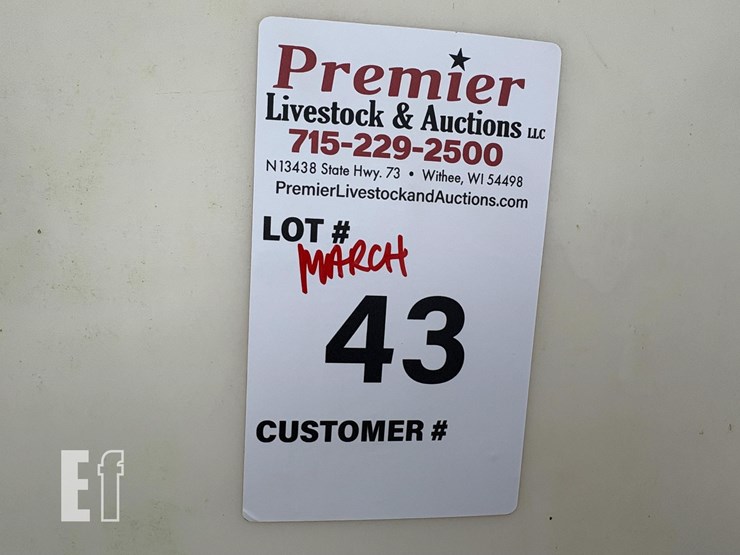 Premier
Livestock & Auctions LLC
715-229-2500
N13438 State Hwy. 73 • Withee, WI 54498
PremierLivestockandAuctions.com
LOT #
MARCH
43
CUSTOMER #
Ef